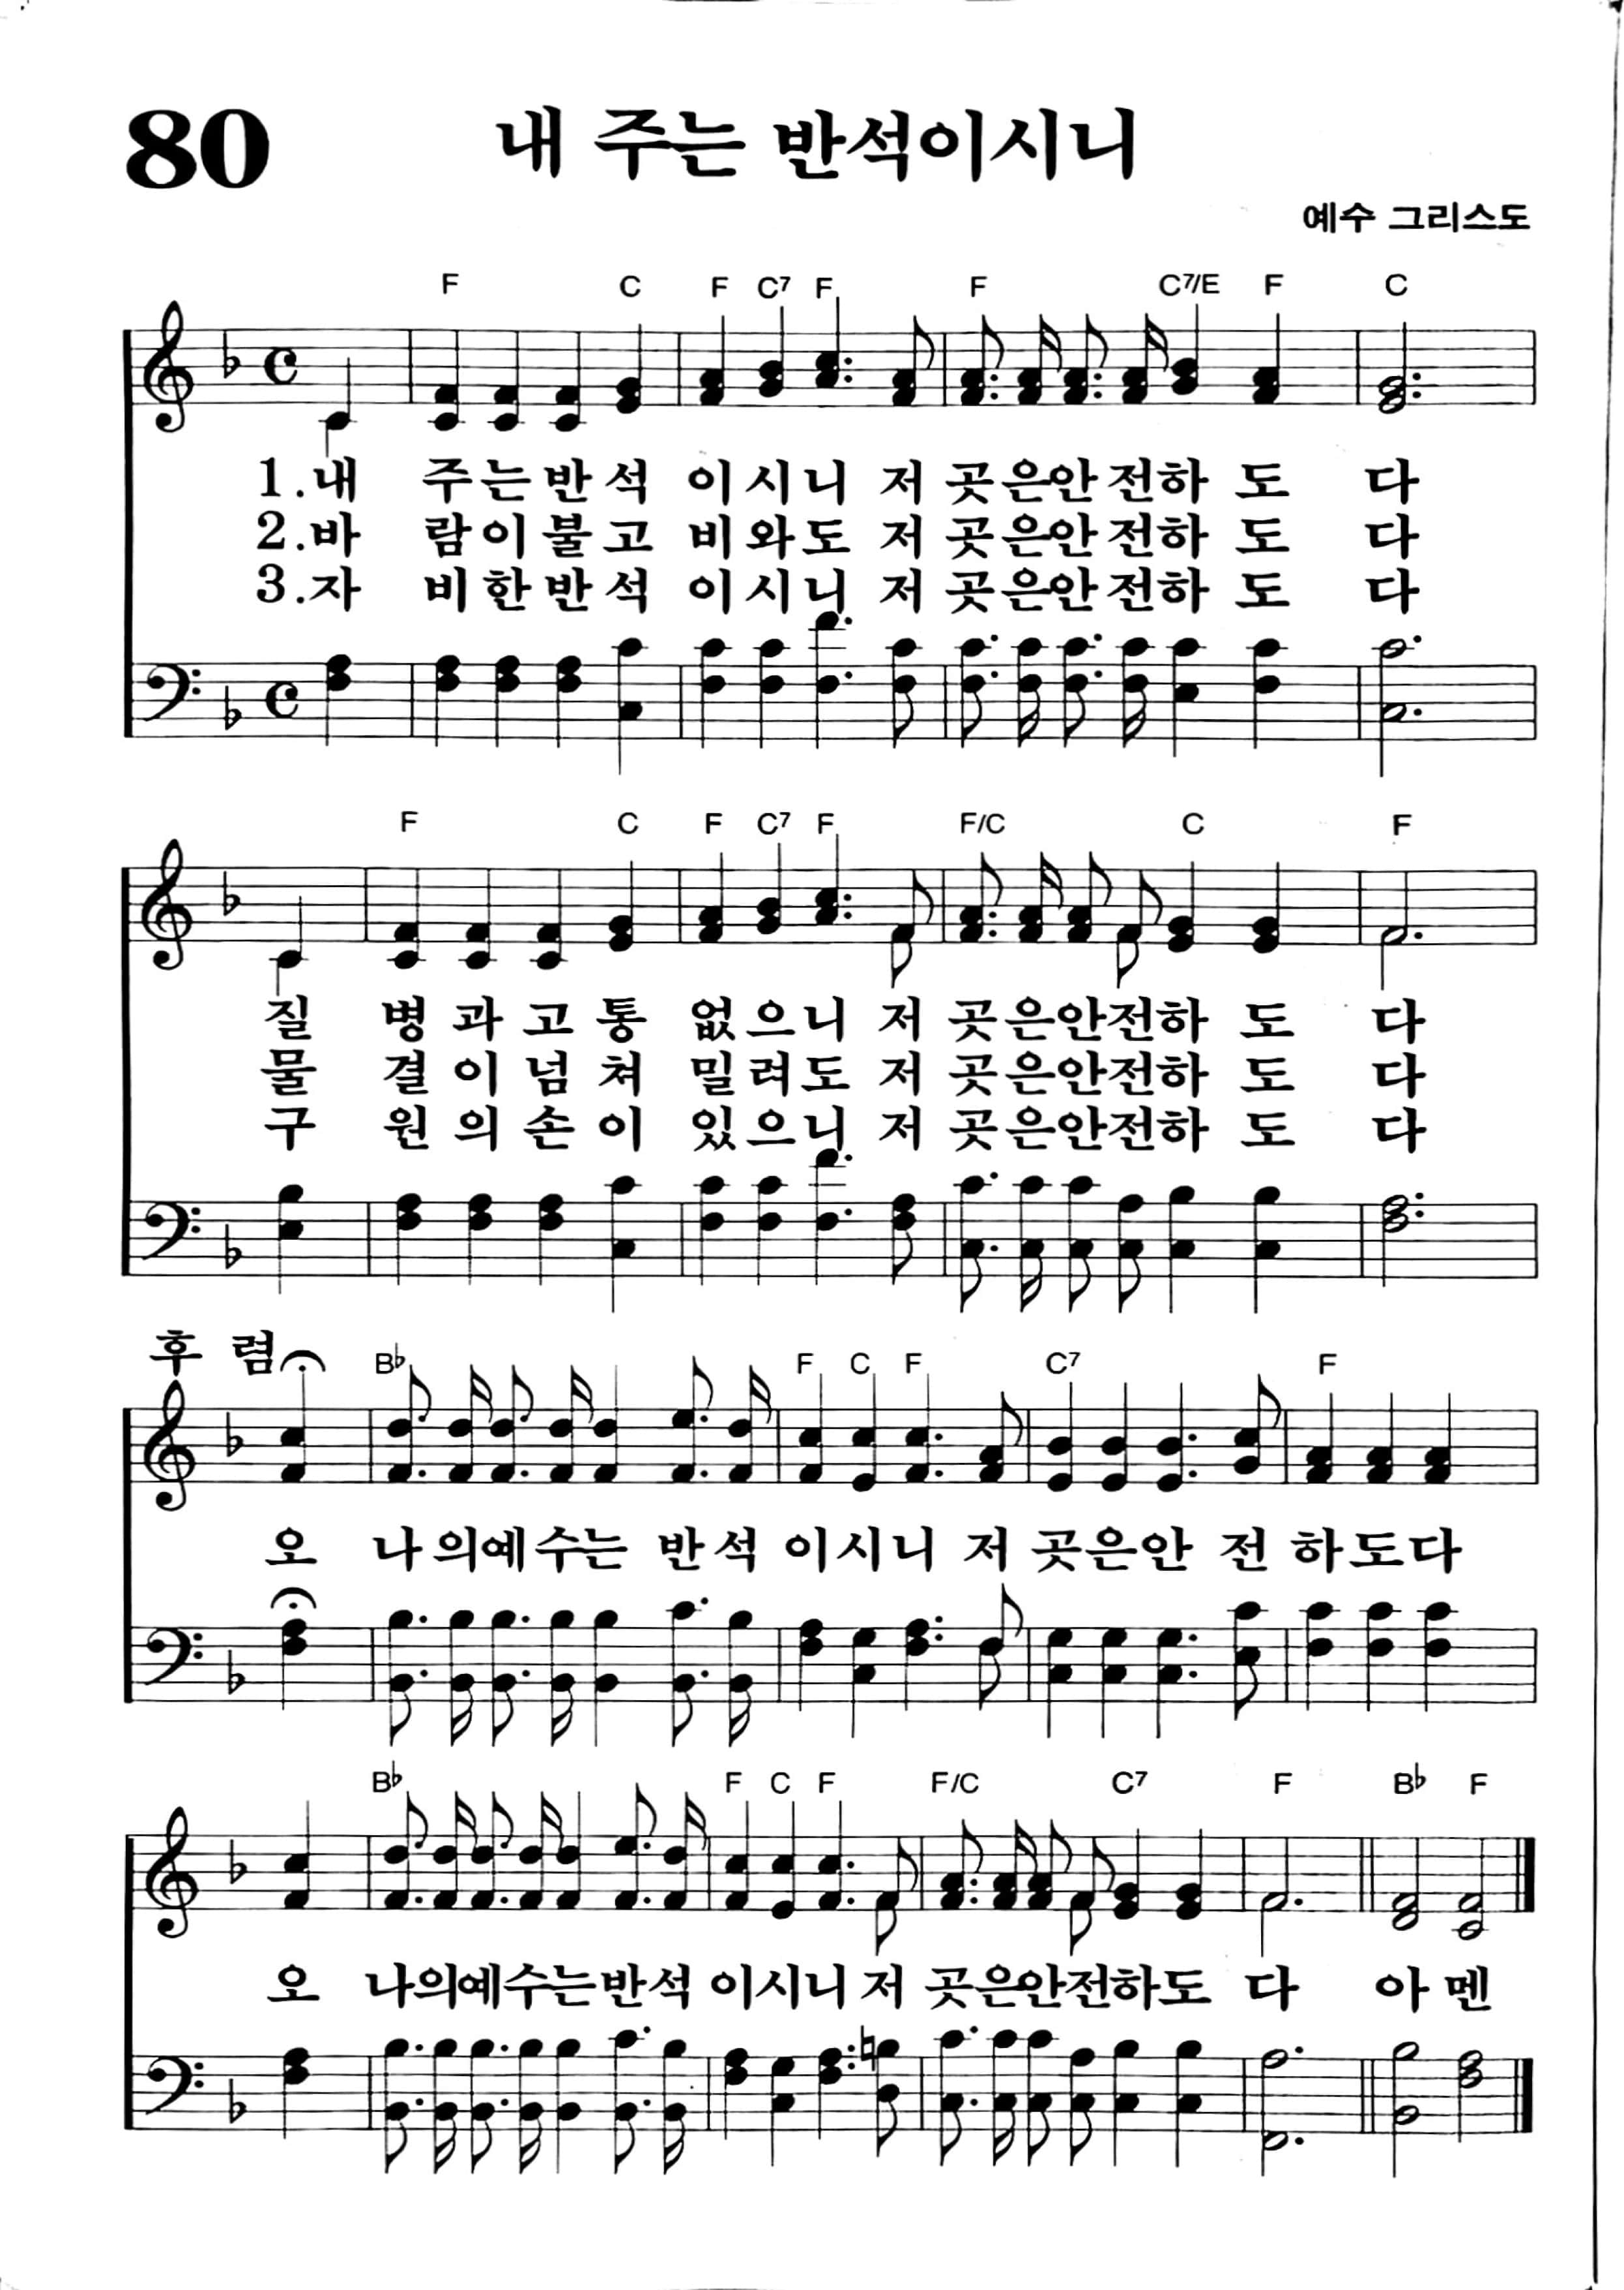 80
내 주는 반석이시니
예수 그리스도
F C F C7 F F C7/E F C
1.내 주는반석 이시니 저 곳은안전하 도 다
2.바 람이불고 비와도 저 곳은안전하 도 다
3.자 비한반석 이시니 저 곳은안전하 도 다
F C F C7 F F/C C F
질 병과고통 없으니 저 곳은안전하 도 다
물 결이넘쳐 밀려도 저 곳은안전하 도 다
구 원의손이 있으니 저 곳은안전하 도 다
후 렴
B♭ F C F C7 F
오 나의예수는 반석 이시니 저 곳은안 전 하도다
B♭ F C F F/C C7 F B♭ F
오 나의예수는반석 이시니저 곳은안전하도 다 아멘